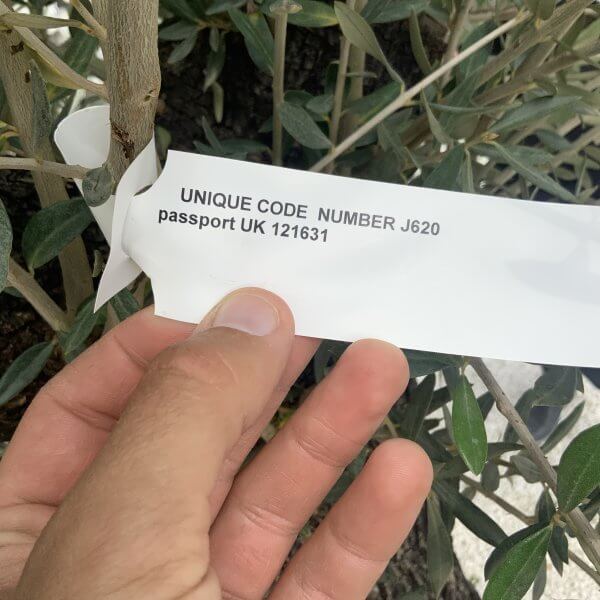 UNIQUE CODE  NUMBER J620
passport UK 121631